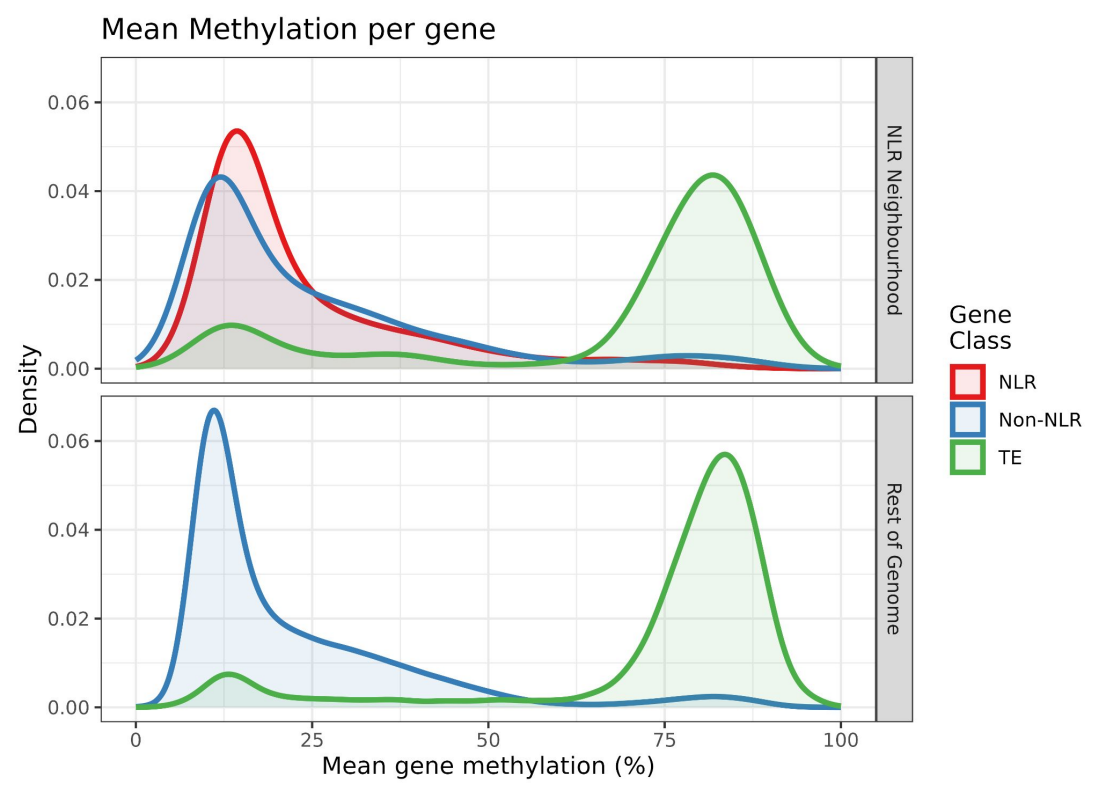 Mean Methylation per gene
0.06
0.04
0.02
0.00
NLR Neighbourhood
0.06
0.04
0.02
0.00
Rest of Genome
Density
0
25
50
75
100
Mean gene methylation (%)
Gene
Class
NLR
Non-NLR
TE